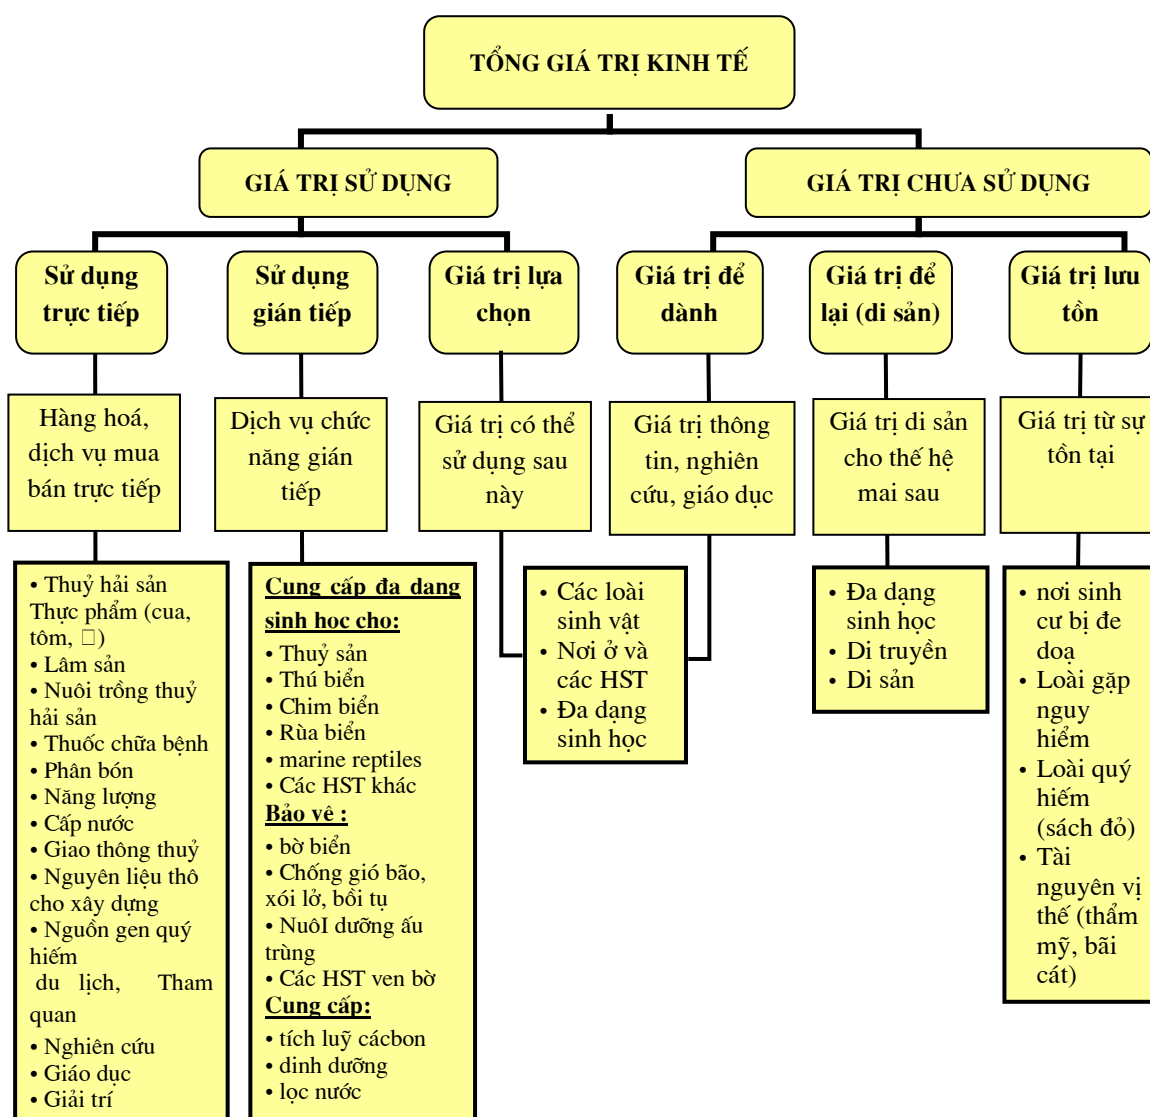 TỔNG GIÁ TRỊ KINH TẾ
GIÁ TRỊ SỬ DỤNG
GIÁ TRỊ CHƯA SỬ DỤNG
Sử dụng
trực tiếp
Sử dụng
gián tiếp
Giá trị lựa
chọn
Giá trị để
dành
Giá trị để
lại (di sản)
Giá trị lưu
tồn
Hàng hoá,
dịch vụ mua
bán trực tiếp
Dịch vụ chức
năng gián
tiếp
Giá trị có thể
sử dụng sau
này
Giá trị thông
tin, nghiên
cứu, giáo dục
Giá trị di sản
cho thế hệ
mai sau
Giá trị từ sự
tồn tại
• Thuỷ hải sản
Thực phẩm (cua,
tôm, □)
• Lâm sản
• Nuôi trồng thuỷ
hải sản
• Thuốc chữa bệnh
• Phân bón
• Năng lượng
• Cấp nước
• Giao thông thuỷ
• Nguyên liệu thô
cho xây dựng
• Nguồn gen quý
hiếm
du lịch, Tham
quan
• Nghiên cứu
• Giáo dục
• Giải trí
Cung cấp đa dang
sinh hoc cho:
• Thuỷ sản
• Thú biển
• Chim biển
• Rùa biển
• marine reptiles
• Các HST khác
Bảo vê :
• bờ biển
• Chống gió bão,
xói lở, bồi tụ
• NuôI dưỡng ấu
trùng
• Các HST ven bờ
Cung cấp:
• tích luỹ cácbon
• dinh dưỡng
• lọc nước
• Các loài
sinh vật
• Nơi ở và
các HST
• Đa dạng
sinh học
• Đa dạng
sinh học
• Di truyền
• Di sản
• nơi sinh
cư bị đe
doạ
• Loài gặp
nguy
hiểm
• Loài quý
hiếm
(sách đỏ)
• Tài
nguyên vị
thế (thẩm
mỹ, bãi
cát)